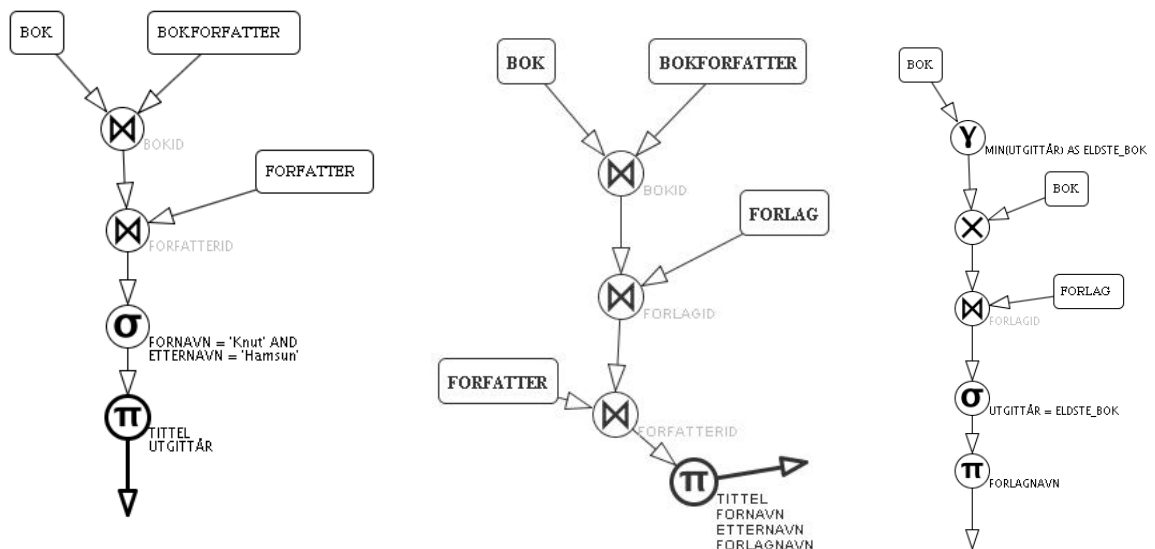 BOK
BOKFORFATTER
⋈
BOKID
FORFATTER
⋈
FORFATTERID
σ
FORNAVN = 'Knut' AND
ETTERNAVN = 'Hamsun'
π
TITTEL
UTGITTÅR
BOK
BOKFORFATTER
⋈
BOKID
FORLAG
⋈
FORLAGID
FORFATTER
⋈
FORFATTERID
π
TITTEL
FORNAVN
ETTERNAVN
FORLAGNAVN
BOK
γ
MIN(UTGITTÅR) AS ELDSTE_BOK
BOK
×
FORLAG
⋈
FORLAGID
σ
UTGITTÅR = ELDSTE_BOK
π
FORLAGNAVN